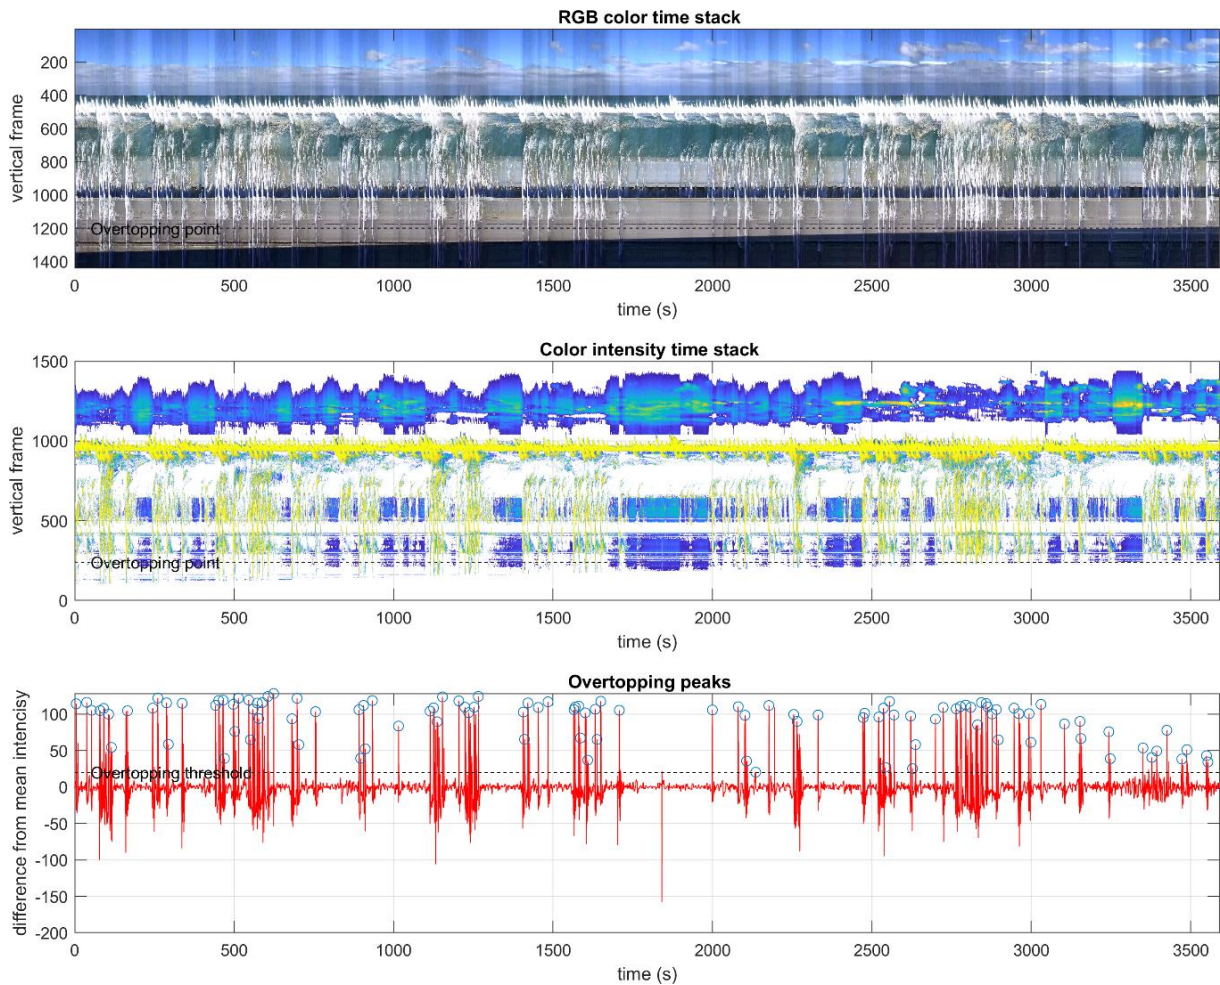 RGB color time stack
200
400
600
800
1000
1200
1400
vertical frame
Overtopping point
0 500 1000 1500 2000 2500 3000 3500
time (s)
Color intensity time stack
1500
1000
500
0
vertical frame
Overtopping point
0 500 1000 1500 2000 2500 3000 3500
time (s)
Overtopping peaks
100
50
0
-50
-100
-150
-200
difference from mean intencisy
Overtopping threshold
0 500 1000 1500 2000 2500 3000 3500
time (s)